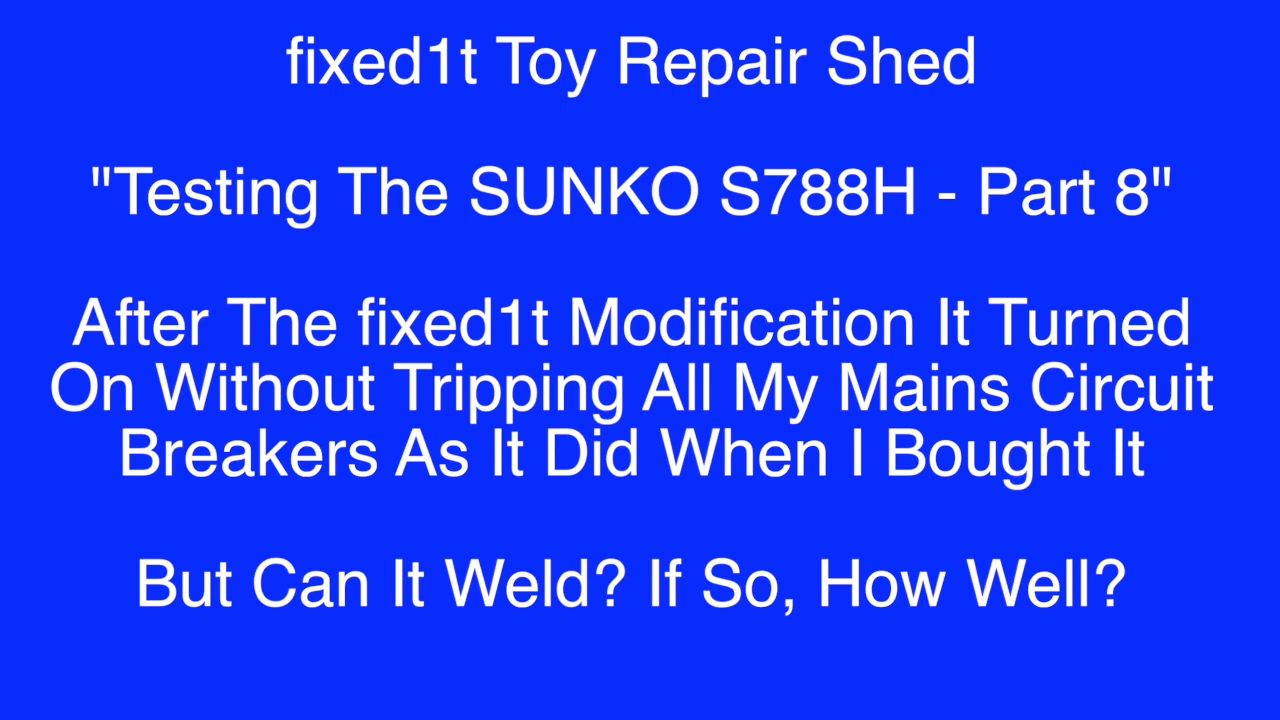 fixed1t Toy Repair Shed
"Testing The SUNKO S788H - Part 8"
After The fixed1t Modification It Turned
On Without Tripping All My Mains Circuit
Breakers As It Did When I Bought It
But Can It Weld? If So, How Well?